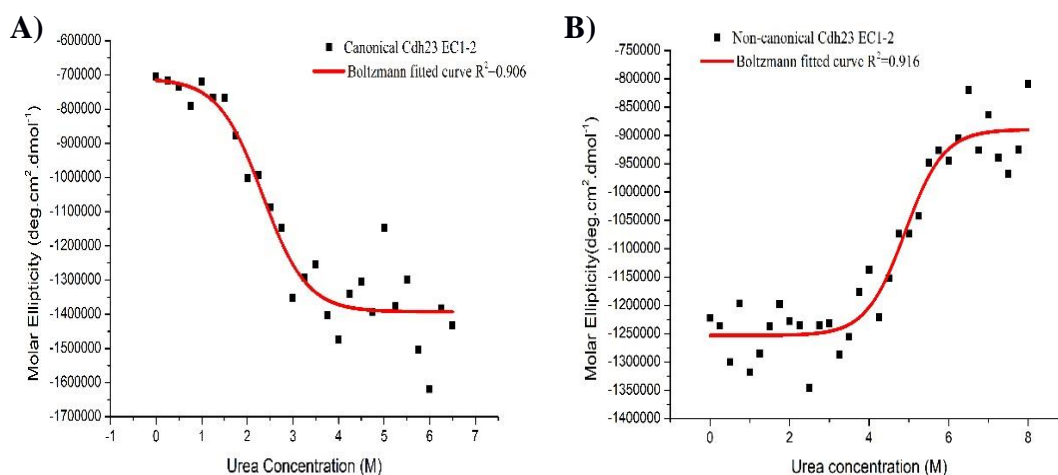 A)
Canonical Cdh23 EC1-2
Boltzmann fitted curve R²=0.906
Molar Ellipticity (deg.cm².dmol⁻¹)
-600000
-700000
-800000
-900000
-1000000
-1100000
-1200000
-1300000
-1400000
-1500000
-1600000
-1700000
-1 0 1 2 3 4 5 6 7
Urea Concentration (M)
B)
Non-canonical Cdh23 EC1-2
Boltzmann fitted curve R²=0.916
Molar Ellipticity(deg.cm².dmol⁻¹)
-750000
-800000
-850000
-900000
-950000
-1000000
-1050000
-1100000
-1150000
-1200000
-1250000
-1300000
-1350000
-1400000
0 2 4 6 8
Urea concentration (M)